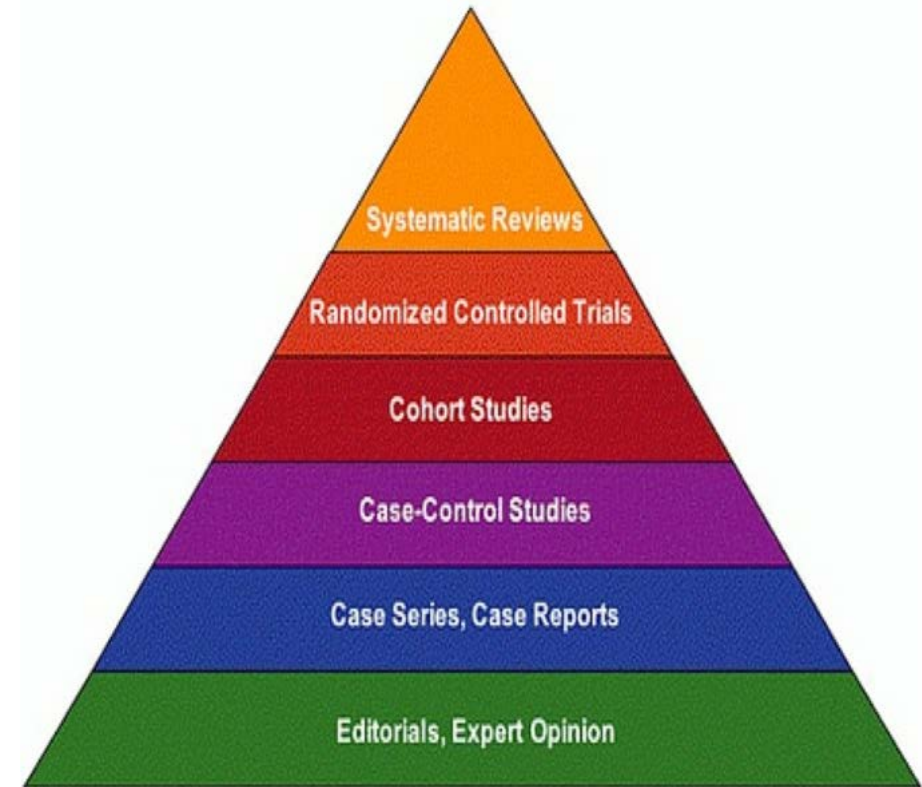 Systematic Reviews
Randomized Controlled Trials
Cohort Studies
Case-Control Studies
Case Series, Case Reports
Editorials, Expert Opinion